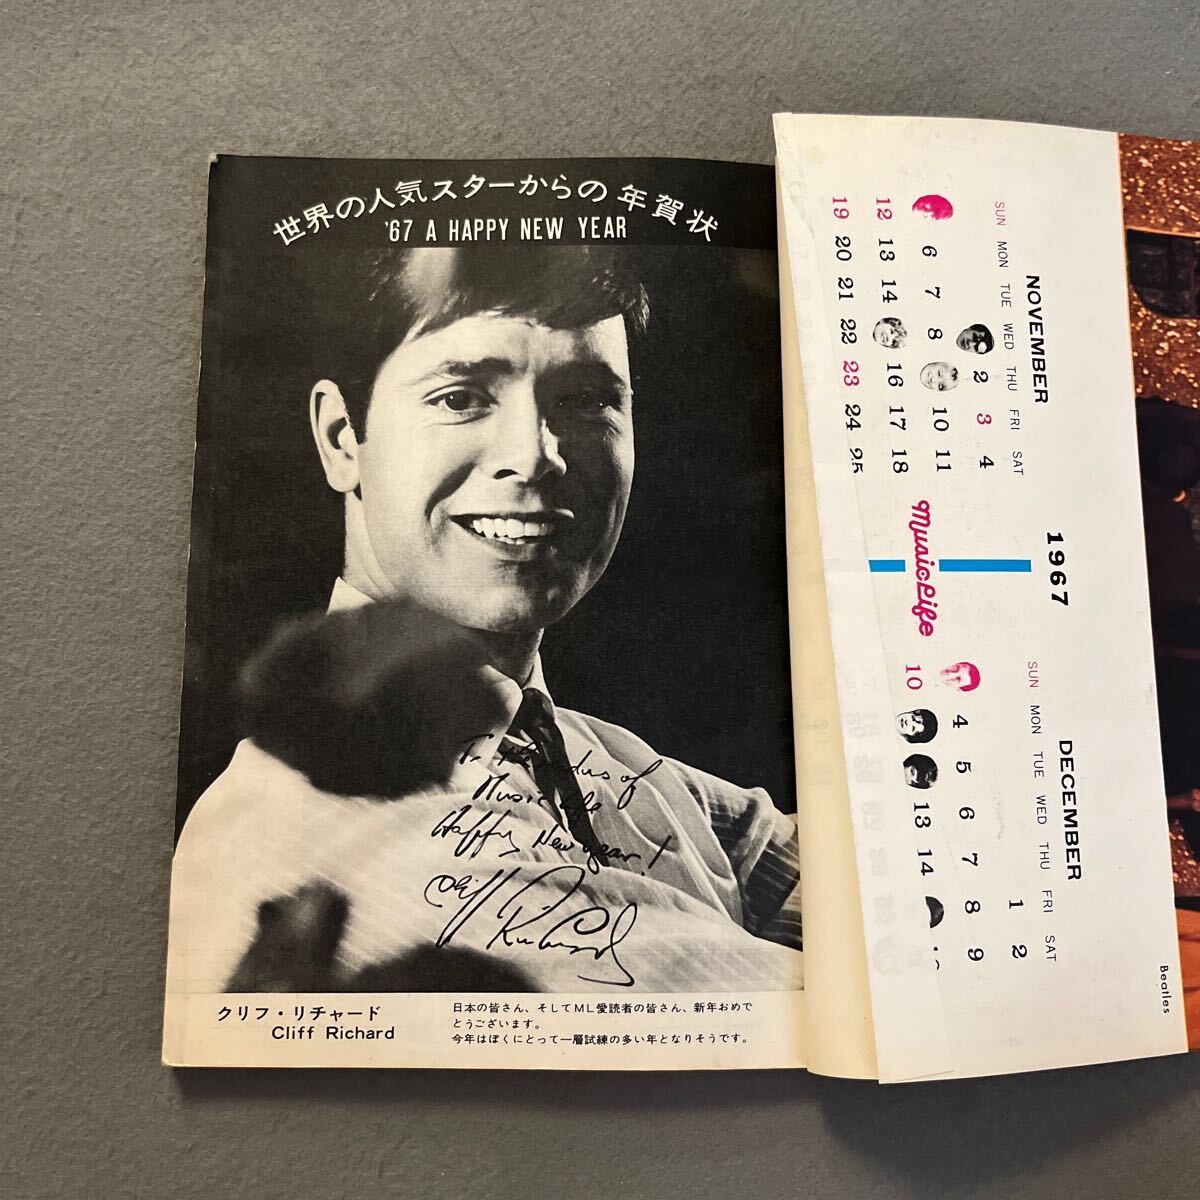 世界の人気スターからの年賀状
'67 A HAPPY NEW YEAR
To the readers of
Music Life
Happy New year!
Cliff Richard
クリフ・リチャード
Cliff Richard
日本の皆さん、そしてML愛読者の皆さん、新年おめで
とうございます。
今年はぼくにとって一層試練の多い年となりそうです。
1967
NOVEMBER
SUN MON TUE WED THU FRI SAT
2 3 4
6 7 8 10 11
12 13 14 16 17 18
19 20 21 22 23 24 25
Music Life
DECEMBER
SUN MON TUE WED THU FRI SAT
1 2
4 5 6 7 8 9
10 13 14
Beatles